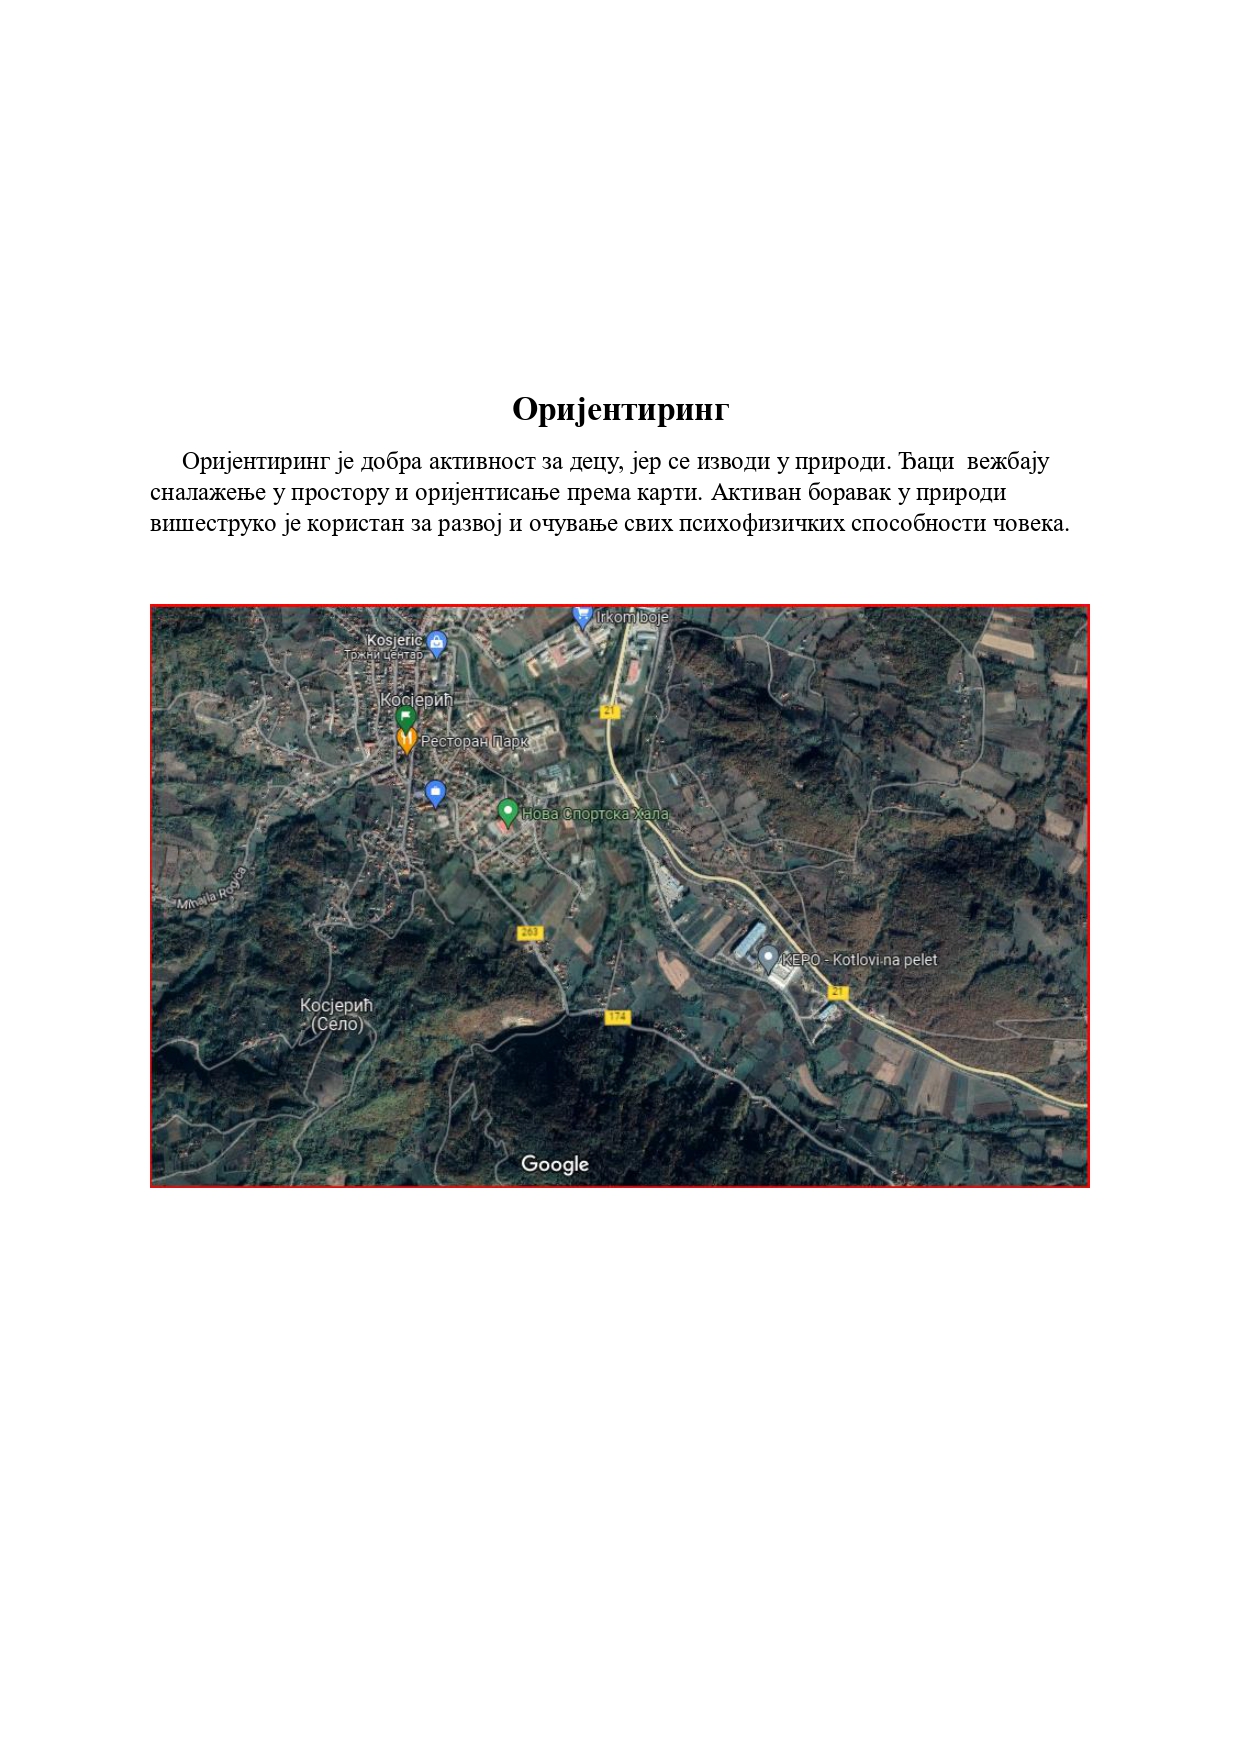 Оријентиринг
Оријентиринг је добра активност за децу, јер се изводи у природи. Ђаци  вежбају
сналажење у простору и оријентисање према карти. Активан боравак у природи
вишеструко је користан за развој и очување свих психофизичких способности човека.
Irkom boje
Kosjeric
Тржни центар
Косјерић
21
Ресторан Парк
Нова Спортска Хала
Mihajla Rovića
263
KEPO - Kotlovi na pelet
21
Косјерић
(Село)
174
Google